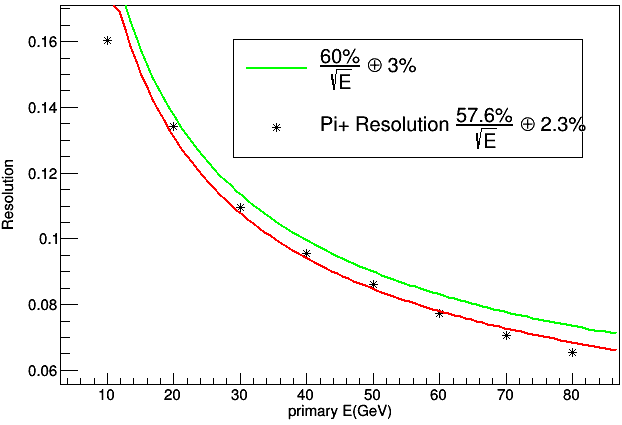 0.16
0.14
0.12
0.1
0.08
0.06
Resolution
60%/√E ⊕ 3%
Pi+ Resolution 57.6%/√E ⊕ 2.3%
10 20 30 40 50 60 70 80
primary E(GeV)